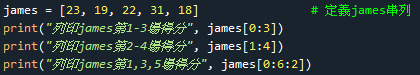 james = [23, 19, 22, 31, 18]          # 定義james串列
print("列印james第1-3場得分", james[0:3])
print("列印james第2-4場得分", james[1:4])
print("列印james第1,3,5場得分", james[0:6:2])